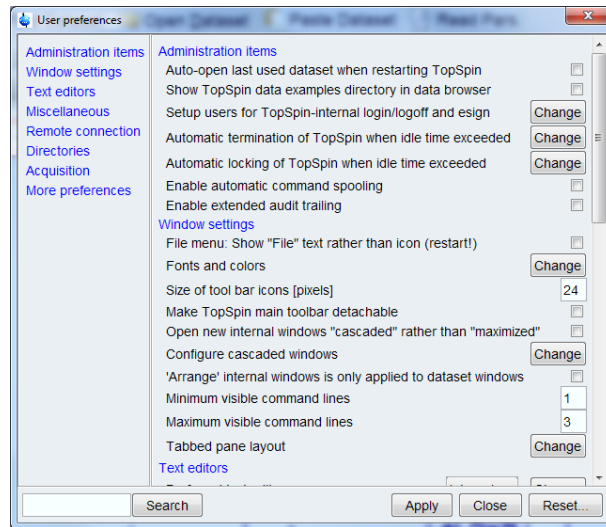 Open Dataset Paste Dataset Read Pars.
User preferences
Administration items
Window settings
Text editors
Miscellaneous
Remote connection
Directories
Acquisition
More preferences
Administration items
Auto-open last used dataset when restarting TopSpin
Show TopSpin data examples directory in data browser
Setup users for TopSpin-internal login/logoff and esign Change
Automatic termination of TopSpin when idle time exceeded Change
Automatic locking of TopSpin when idle time exceeded Change
Enable automatic command spooling
Enable extended audit trailing
Window settings
File menu: Show "File" text rather than icon (restart!)
Fonts and colors Change
Size of tool bar icons [pixels] 24
Make TopSpin main toolbar detachable
Open new internal windows "cascaded" rather than "maximized"
Configure cascaded windows Change
'Arrange' internal windows is only applied to dataset windows
Minimum visible command lines 1
Maximum visible command lines 3
Tabbed pane layout Change
Text editors
Search Apply Close Reset...